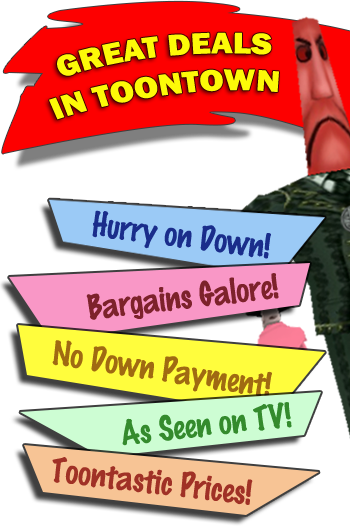 GREAT DEALS
IN TOONTOWN
Hurry on Down!
Bargains Galore!
No Down Payment!
As Seen on TV!
Toontastic Prices!